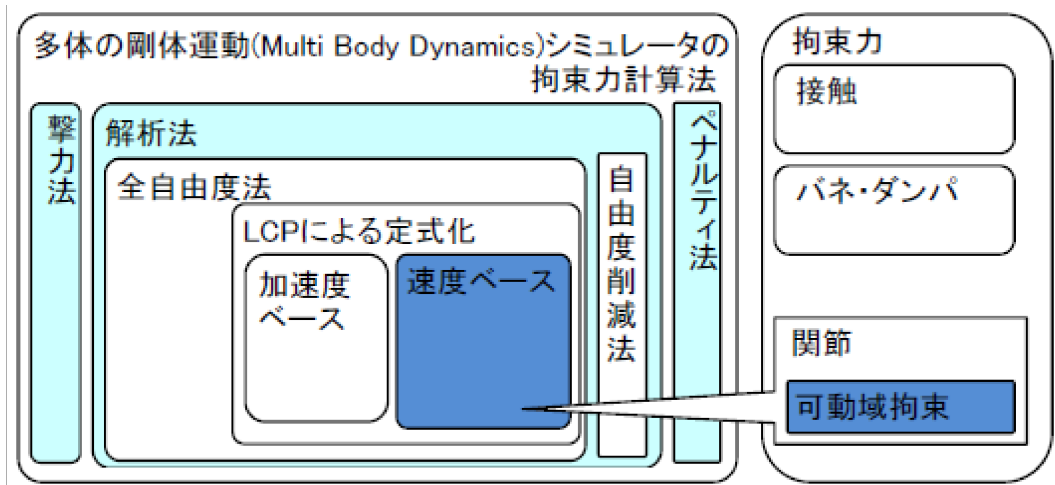 多体の剛体運動(Multi Body Dynamics)シミュレータの
拘束力計算法
撃力法
解析法
全自由度法
LCPによる定式化
加速度
ベース
速度ベース
自由度削減法
ペナルティ法
拘束力
接触
バネ・ダンパ
関節
可動域拘束